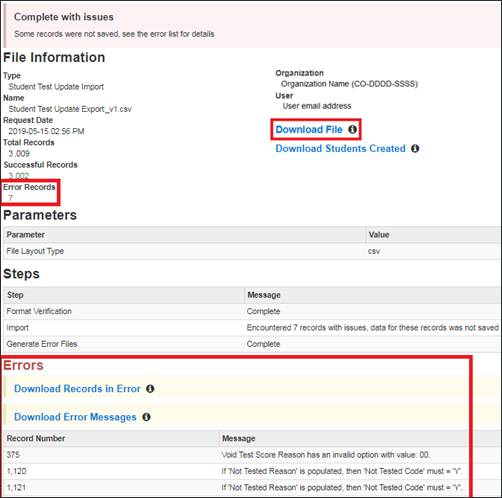 Complete with issues
Some records were not saved, see the error list for details
File Information
Type
Student Test Update Import
Name
Student Test Update Export_v1.csv
Request Date
2019-05-15 02:56 PM
Total Records
3,009
Successful Records
3,002
Error Records
7
Organization
Organization Name (CO-DDDD-SSSS)
User
User email address
Download File
Download Students Created
Parameters
Parameter Value
File Layout Type csv
Steps
Step Message
Format Verification Complete
Import Encountered 7 records with issues, data for these records was not saved
Generate Error Files Complete
Errors
Download Records in Error
Download Error Messages
Record Number Message
375 Void Test Score Reason has an invalid option with value: 00.
1,120 If 'Not Tested Reason' is populated, then 'Not Tested Code' must = 'Y'.
1,121 If 'Not Tested Reason' is populated, then 'Not Tested Code' must = 'Y'.